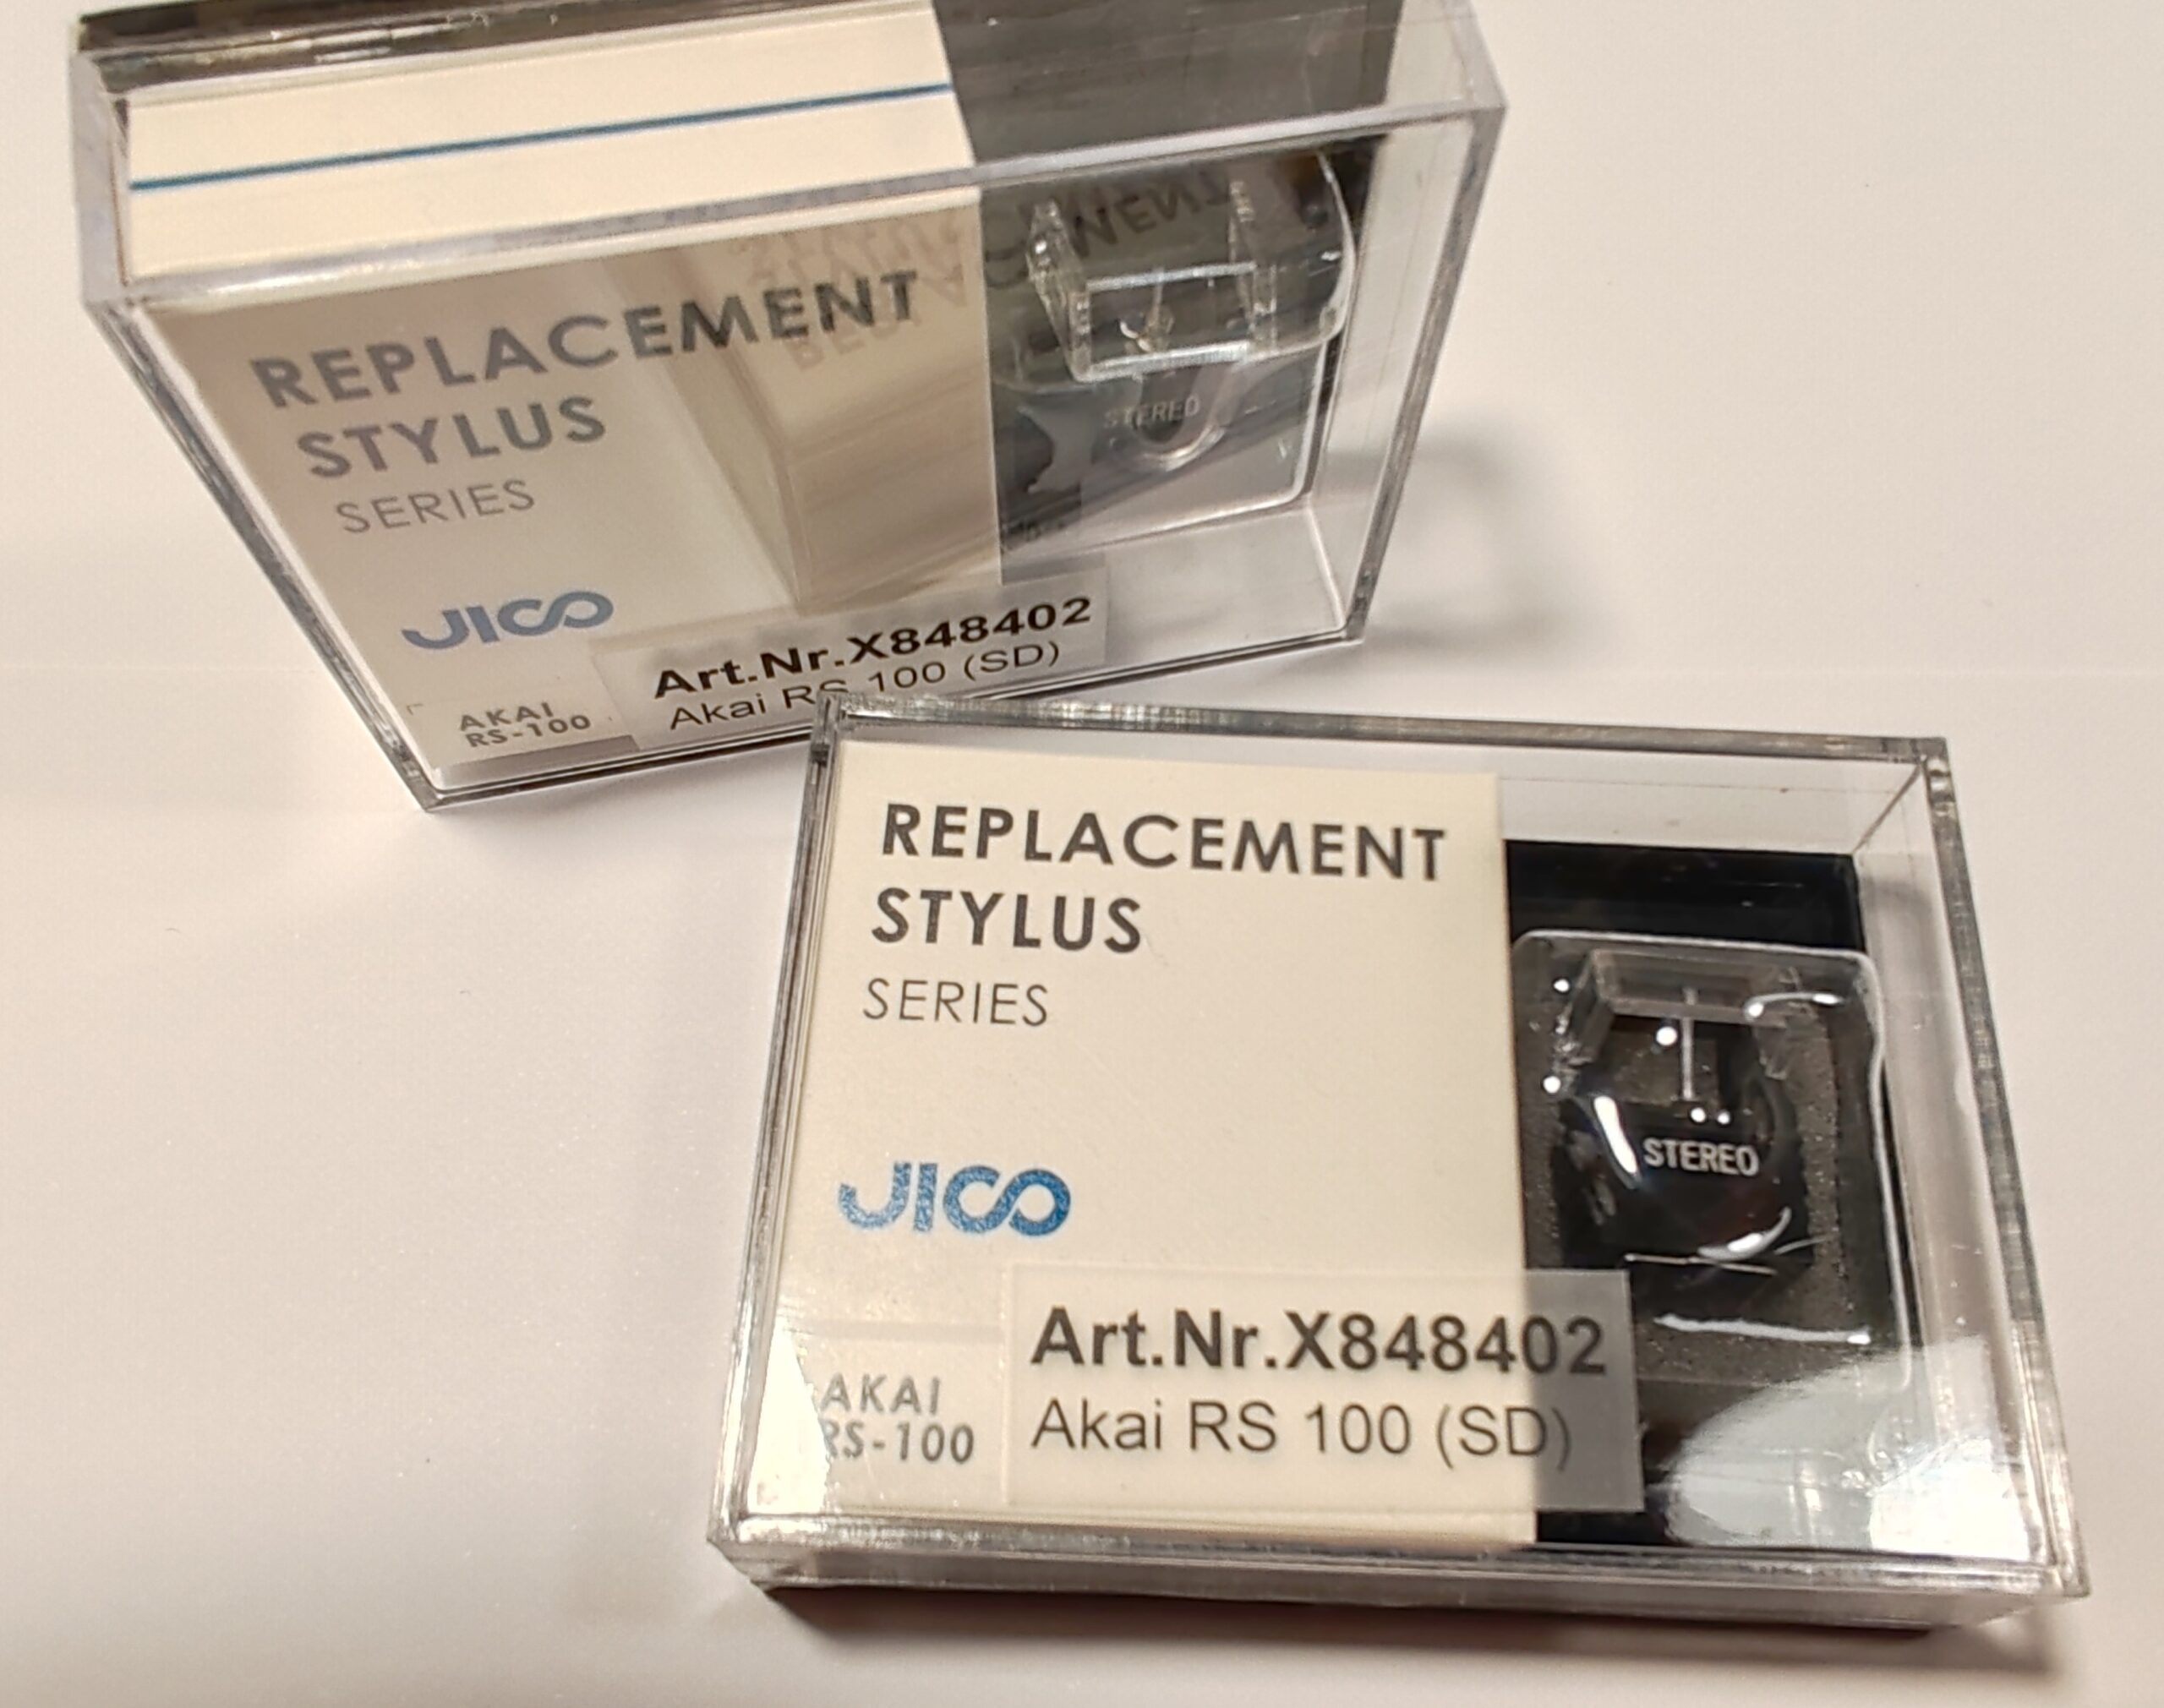 REPLACEMENT
STYLUS
SERIES
JICO
AKAI
RS-100
Art.Nr.X848402
Akai RS 100 (SD)
STEREO
REPLACEMENT
STYLUS
SERIES
JICO
AKAI
RS-100
Art.Nr.X848402
Akai RS 100 (SD)
STEREO